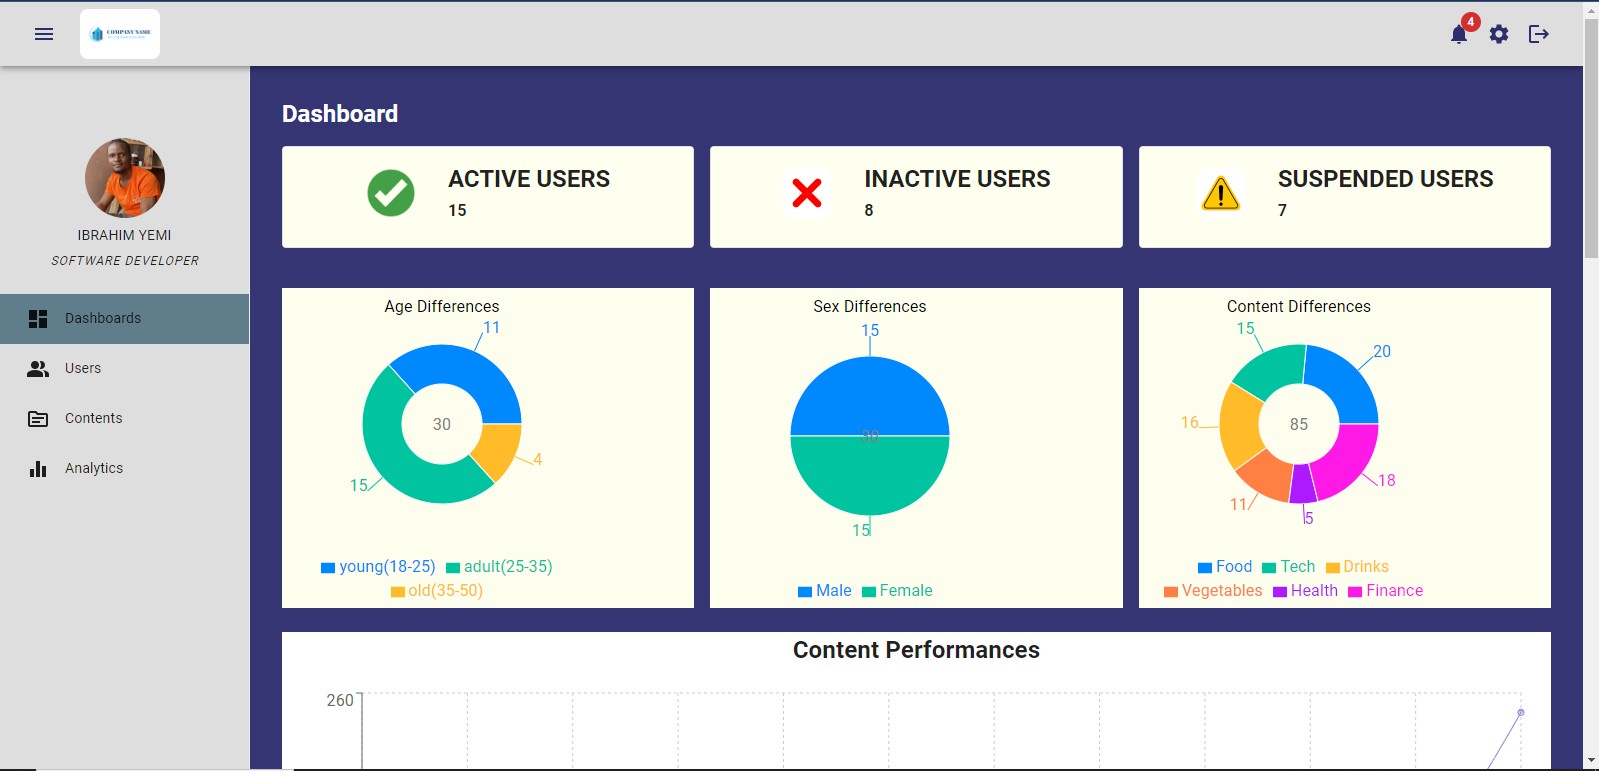 COMPANY NAME
4
Dashboard
IBRAHIM YEMI
SOFTWARE DEVELOPER
Dashboards
Users
Contents
Analytics
ACTIVE USERS
15
INACTIVE USERS
8
SUSPENDED USERS
7
Age Differences
11
30
4
15
young(18-25) adult(25-35)
old(35-50)
Sex Differences
15
30
15
Male Female
Content Differences
15
20
16
85
18
11
5
Food Tech Drinks
Vegetables Health Finance
Content Performances
260